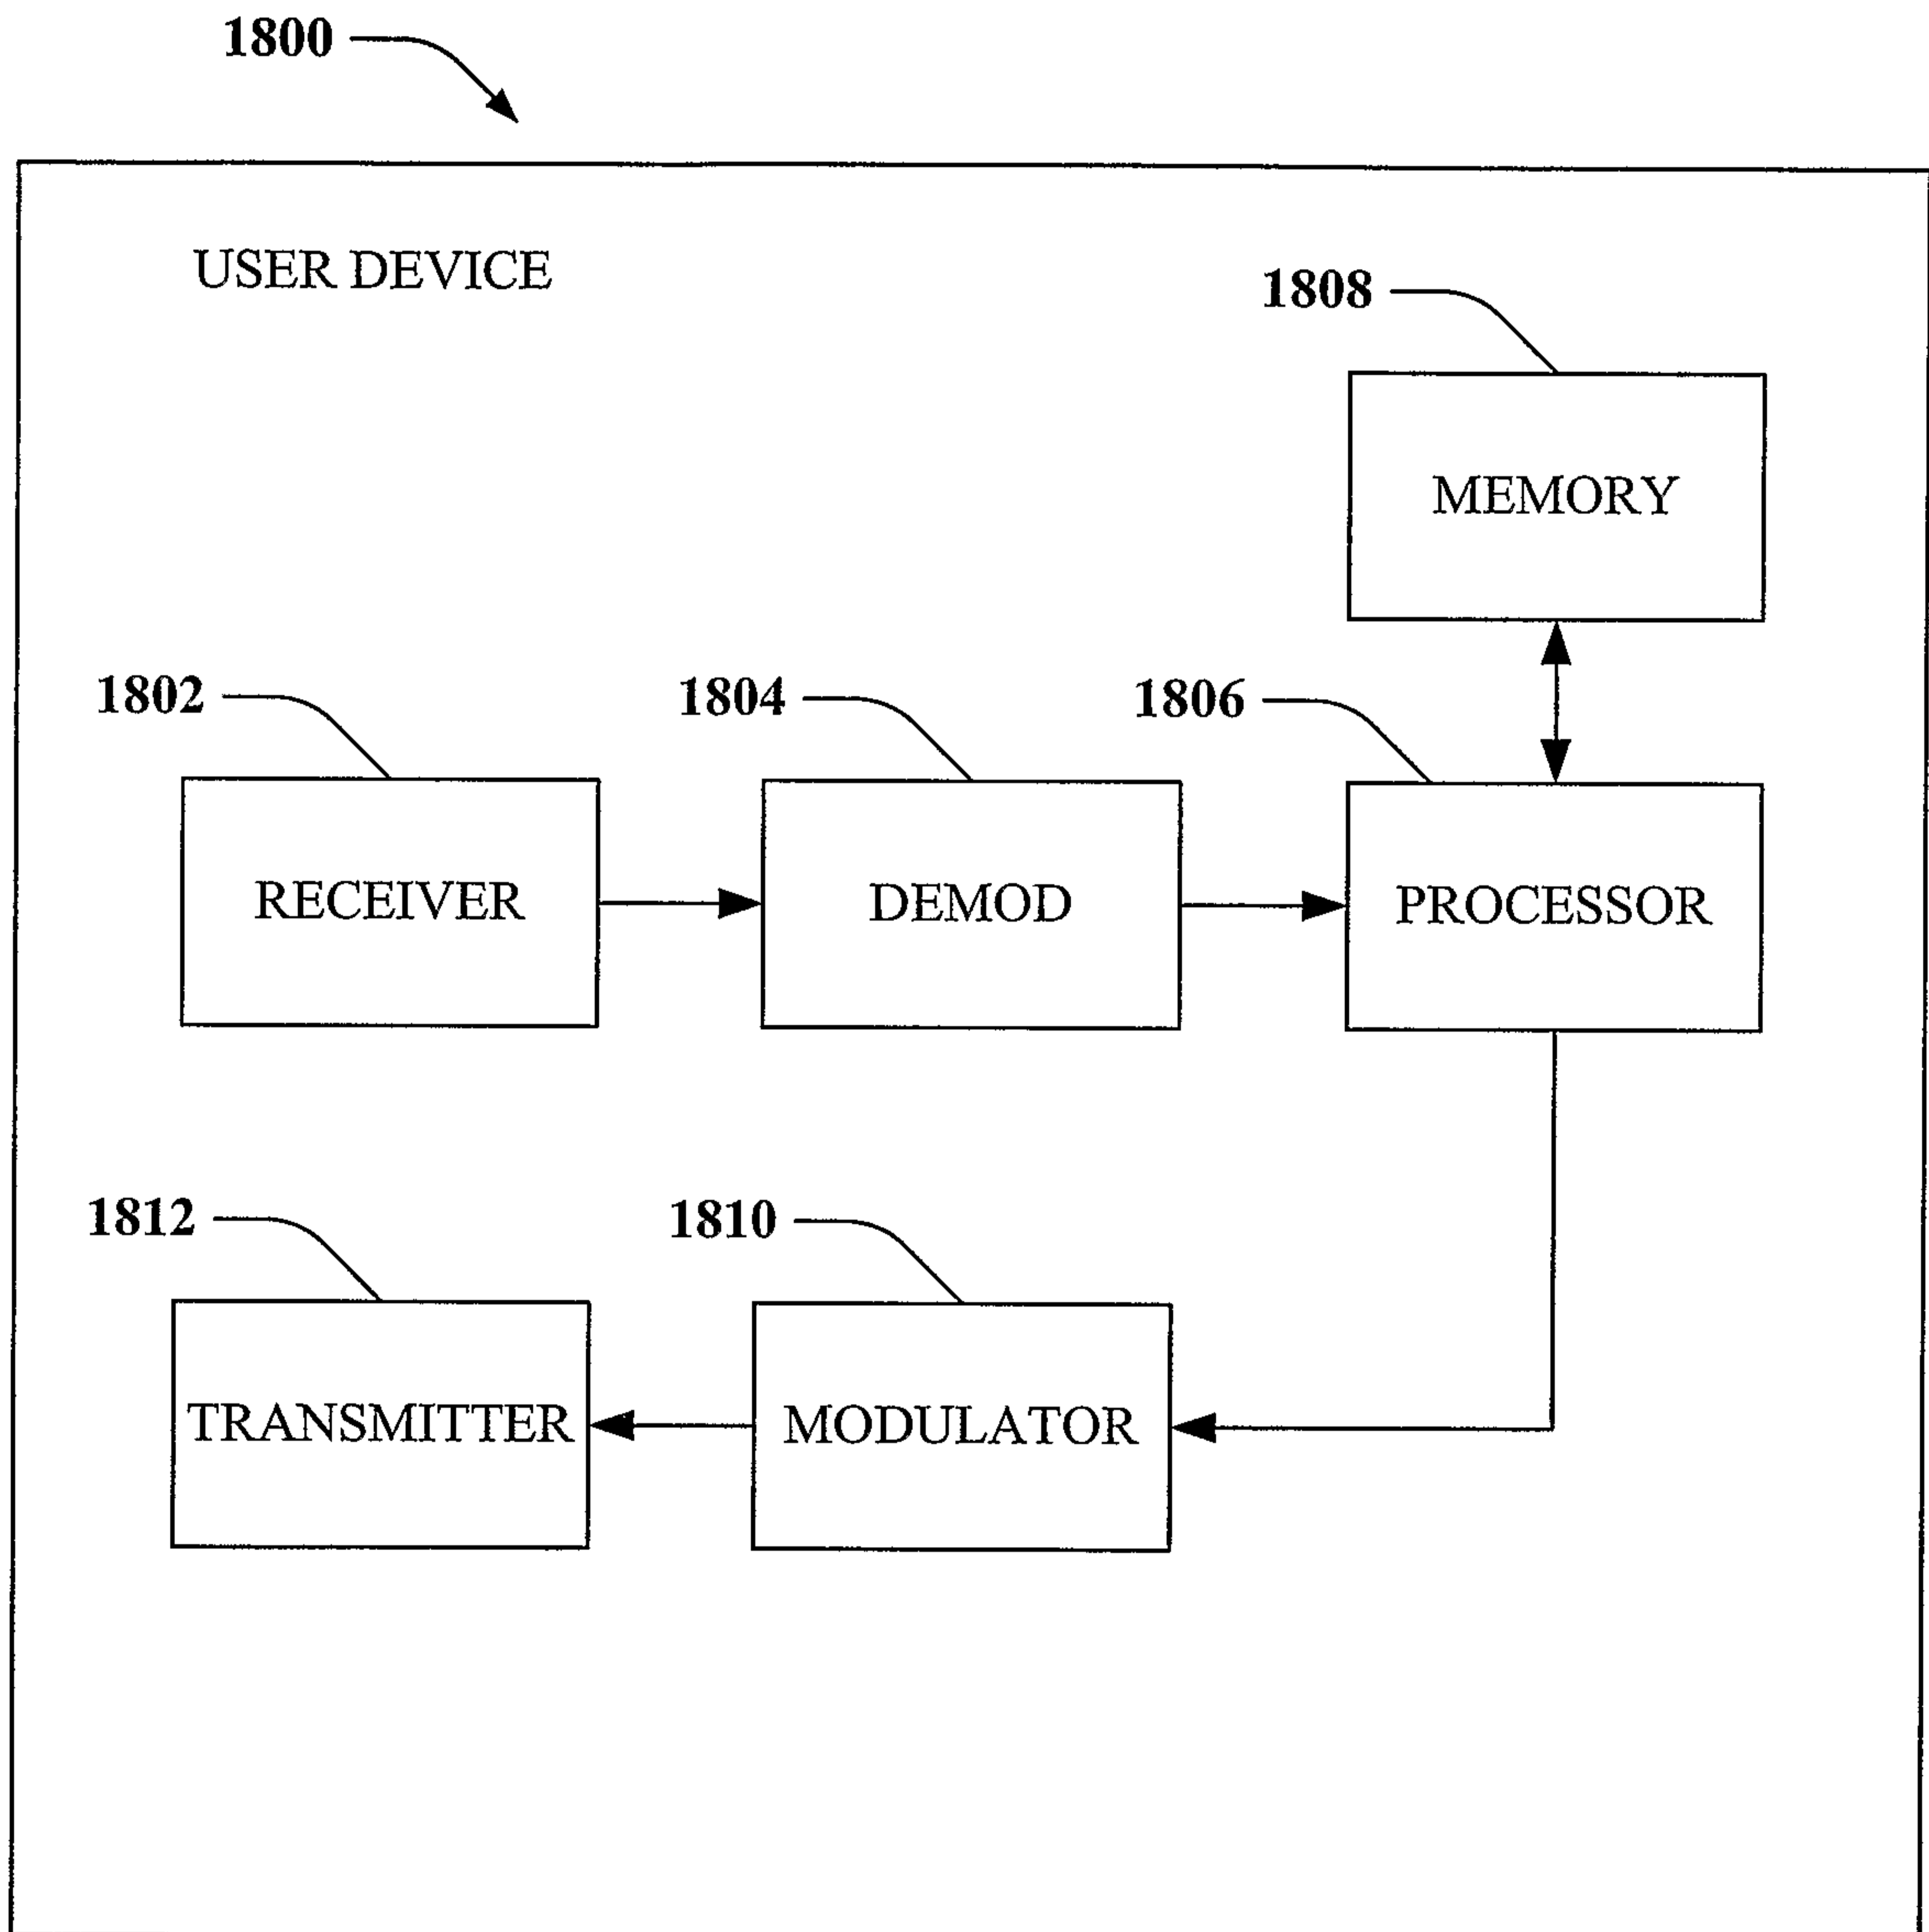 1800
USER DEVICE
1808
MEMORY
1802
1804
1806
RECEIVER
DEMOD
PROCESSOR
1812
1810
TRANSMITTER
MODULATOR